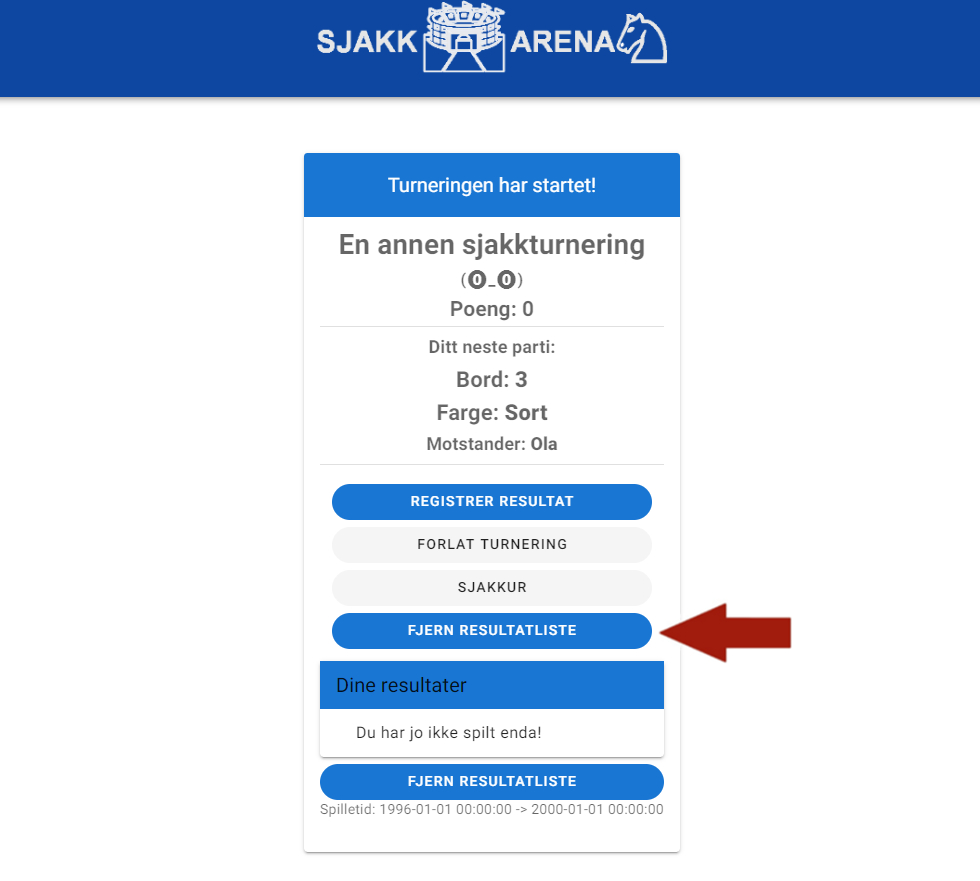 SJAKK ARENA
Turneringen har startet!
En annen sjakkturnering
(0_0)
Poeng: 0
Ditt neste parti:
Bord: 3
Farge: Sort
Motstander: Ola
REGISTRER RESULTAT
FORLAT TURNERING
SJAKKUR
FJERN RESULTATLISTE
Dine resultater
Du har jo ikke spilt enda!
FJERN RESULTATLISTE
Spilletid: 1996-01-01 00:00:00 -> 2000-01-01 00:00:00